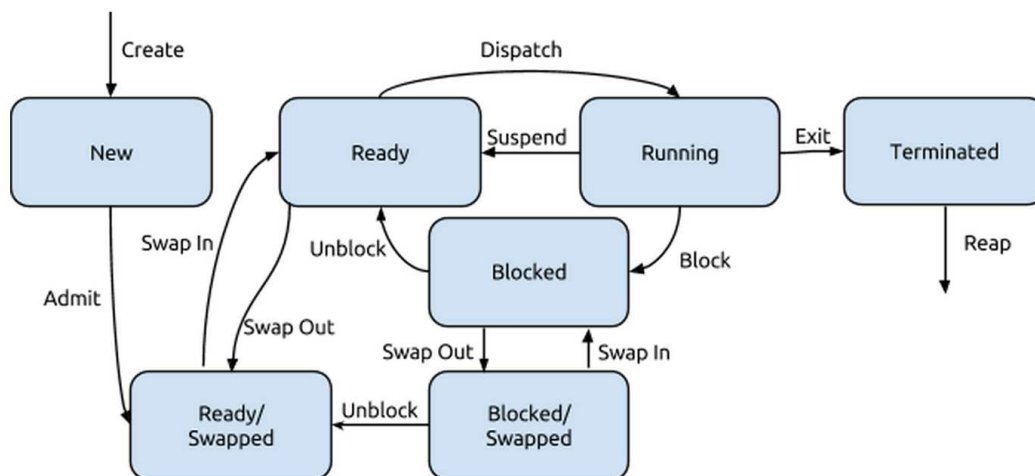 Create
Dispatch
New
Ready
Suspend
Running
Exit
Terminated
Swap In
Unblock
Blocked
Block
Reap
Admit
Swap Out
Swap Out
Swap In
Ready/
Swapped
Unblock
Blocked/
Swapped